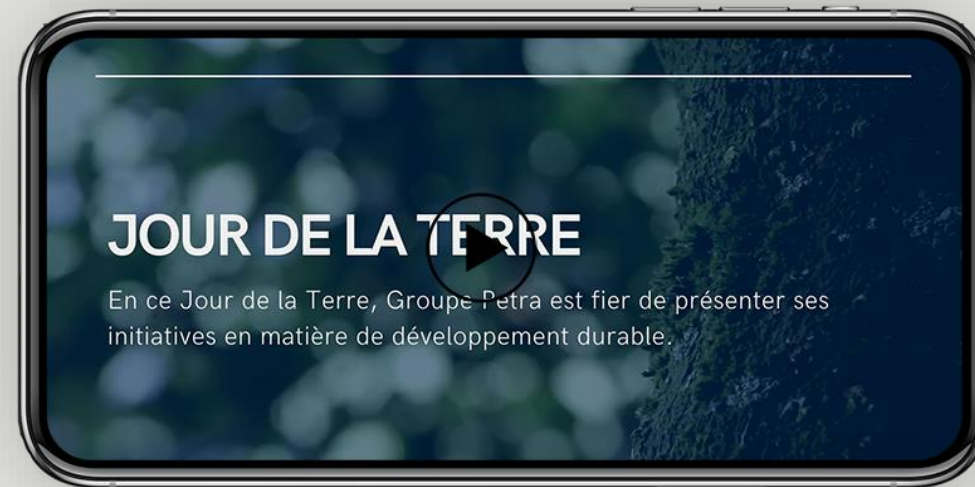 JOUR DE LA TERRE
En ce Jour de la Terre, Groupe Petra est fier de présenter ses
initiatives en matière de développement durable.